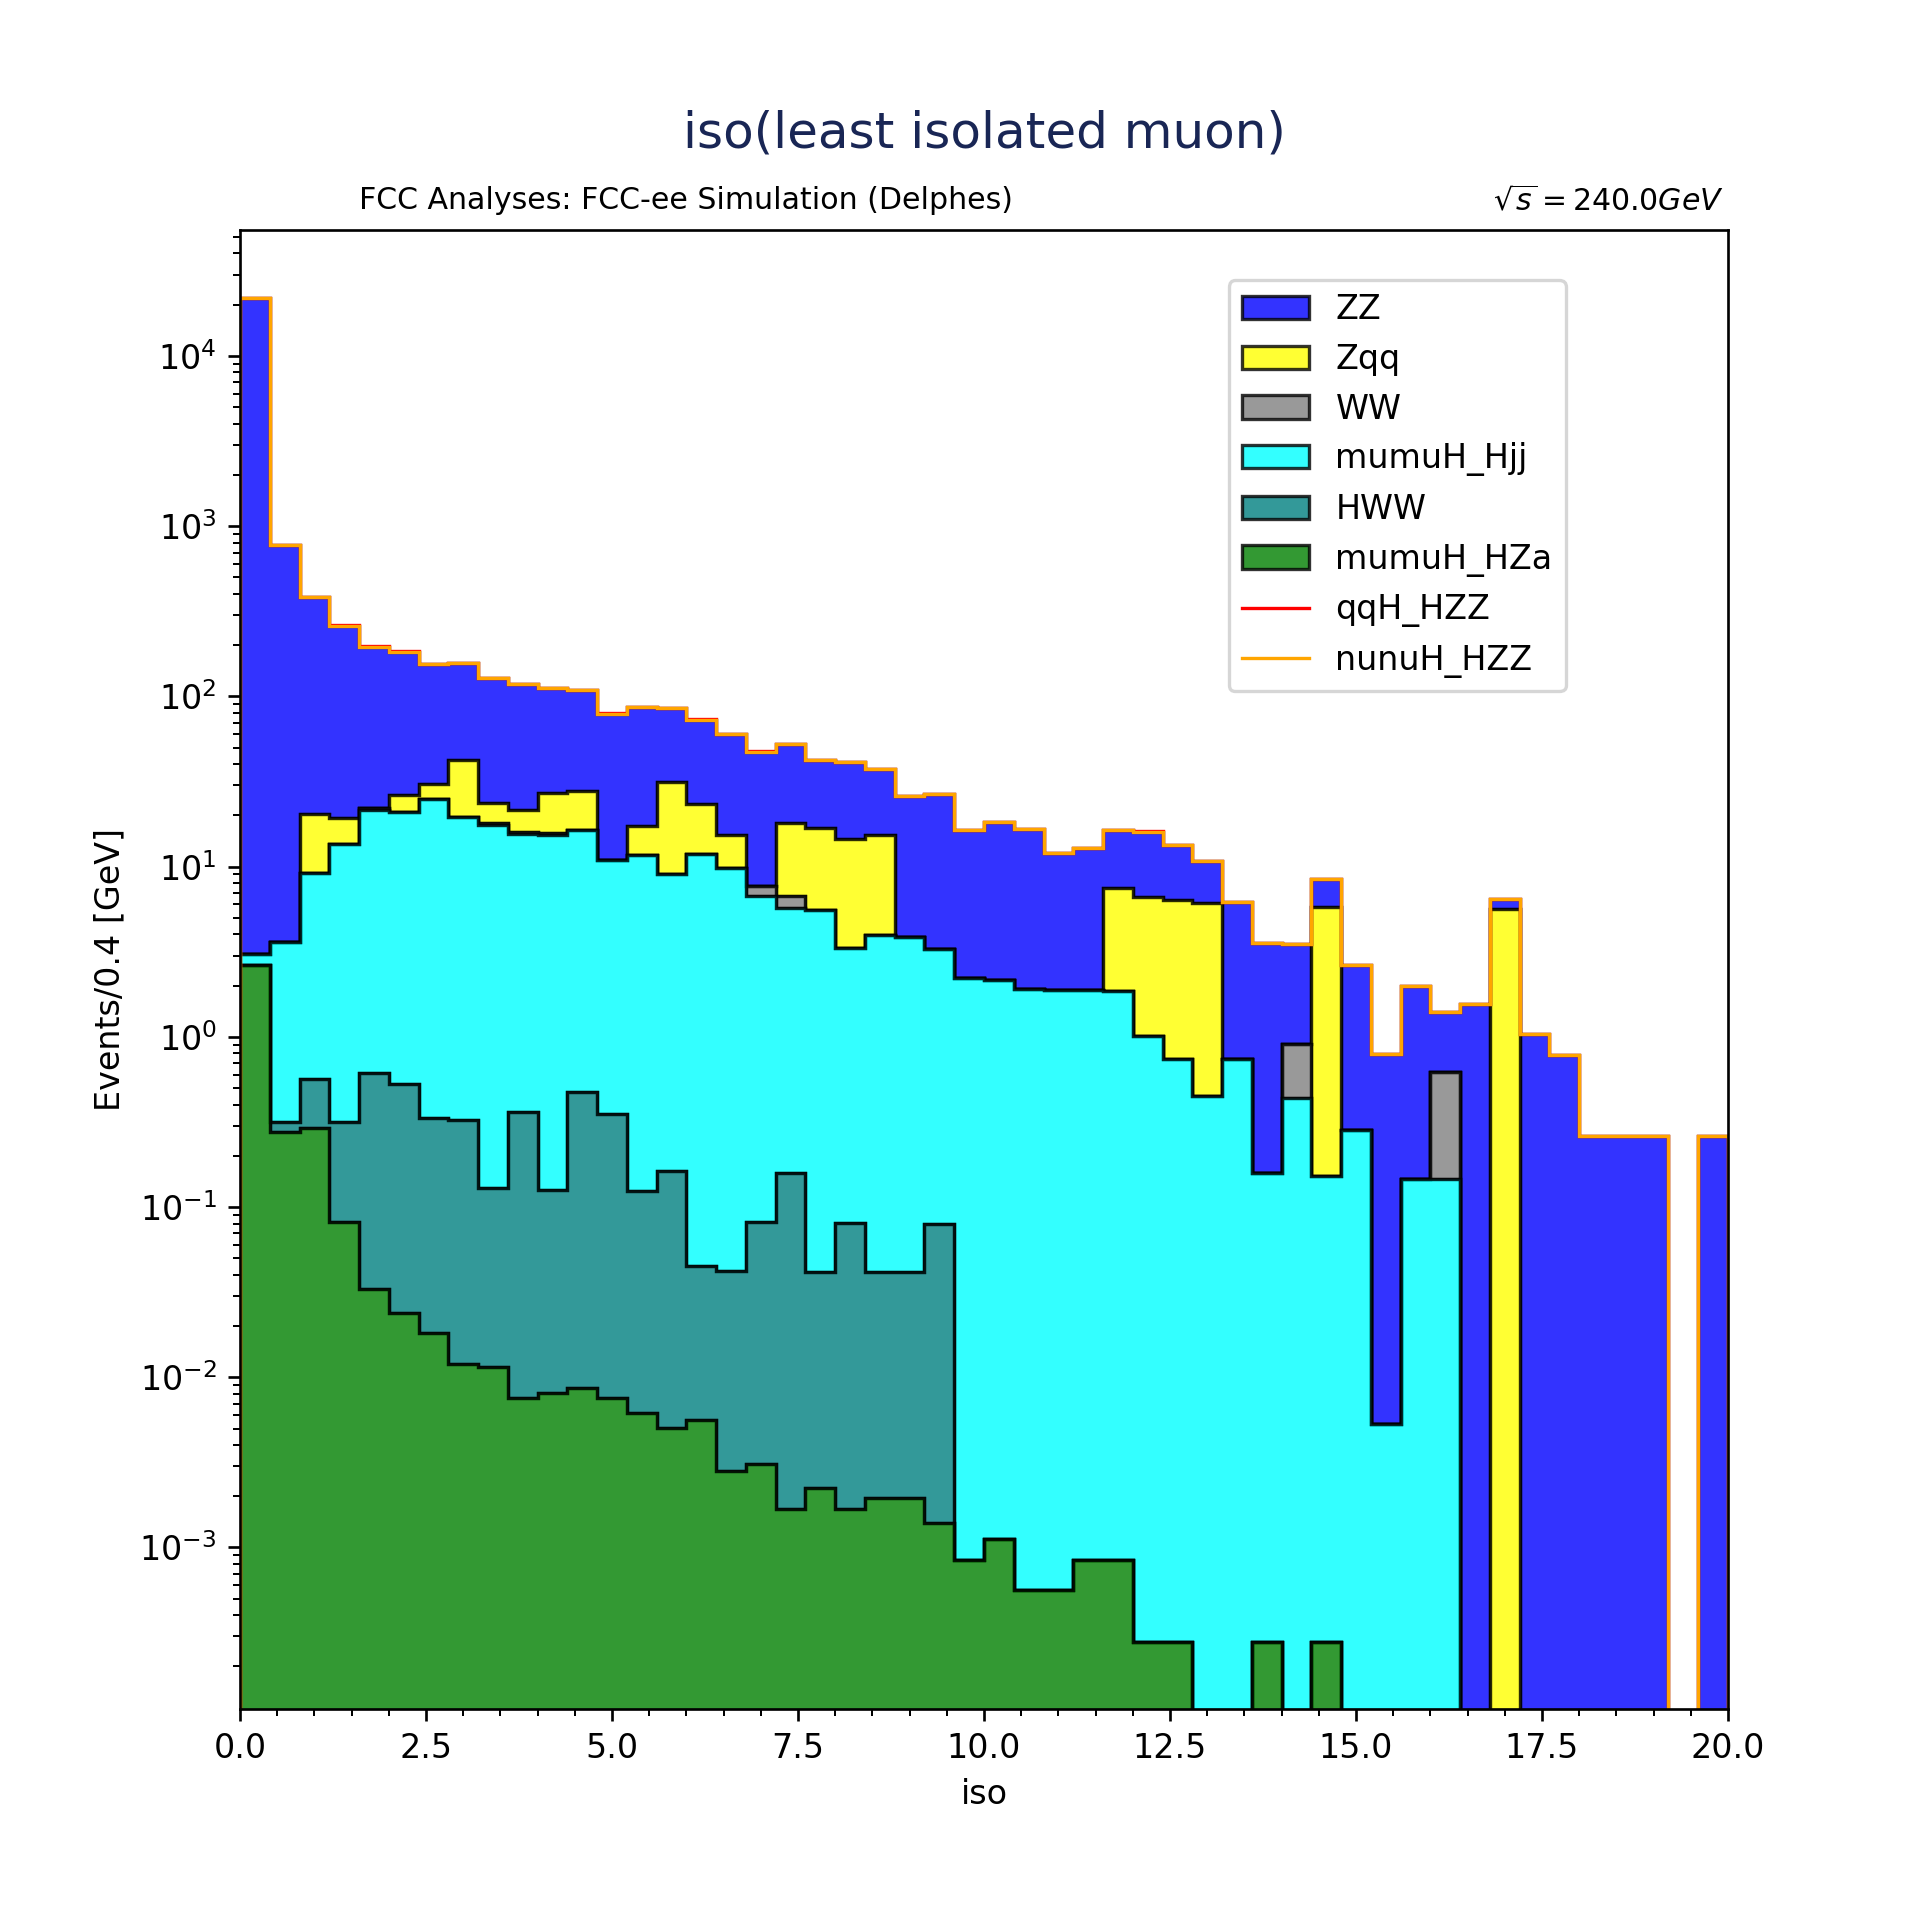 iso(least isolated muon)
FCC Analyses: FCC-ee Simulation (Delphes)
√s = 240.0GeV
ZZ
Zqq
WW
mumuH_Hjj
HWW
mumuH_HZa
qqH_HZZ
nunuH_HZZ
Events/0.4 [GeV]
10⁴
10³
10²
10¹
10⁰
10⁻¹
10⁻²
10⁻³
0.0 2.5 5.0 7.5 10.0 12.5 15.0 17.5 20.0
iso